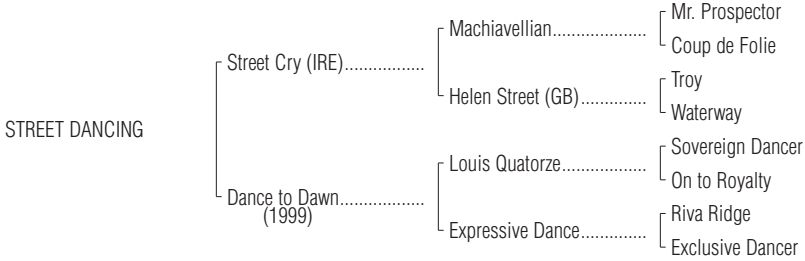 Mr. Prospector
Machiavellian....................
Coup de Folie
Street Cry (IRE).................
Troy
Helen Street (GB)..............
Waterway
STREET DANCING
Sovereign Dancer
Louis Quatorze..................
On to Royalty
Dance to Dawn..................
(1999)
Riva Ridge
Expressive Dance..............
Exclusive Dancer